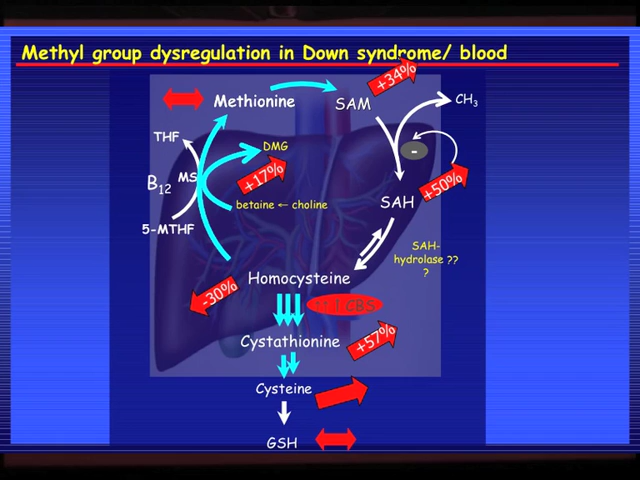 Methyl group dysregulation in Down syndrome/ blood
+34%
Methionine
SAM
CH3
THF
DMG
-
MS
B12
+17%
+50%
betaine ← choline
SAH
5-MTHF
SAH-
hydrolase ??
?
Homocysteine
-30%
CBS
+57%
Cystathionine
Cysteine
GSH